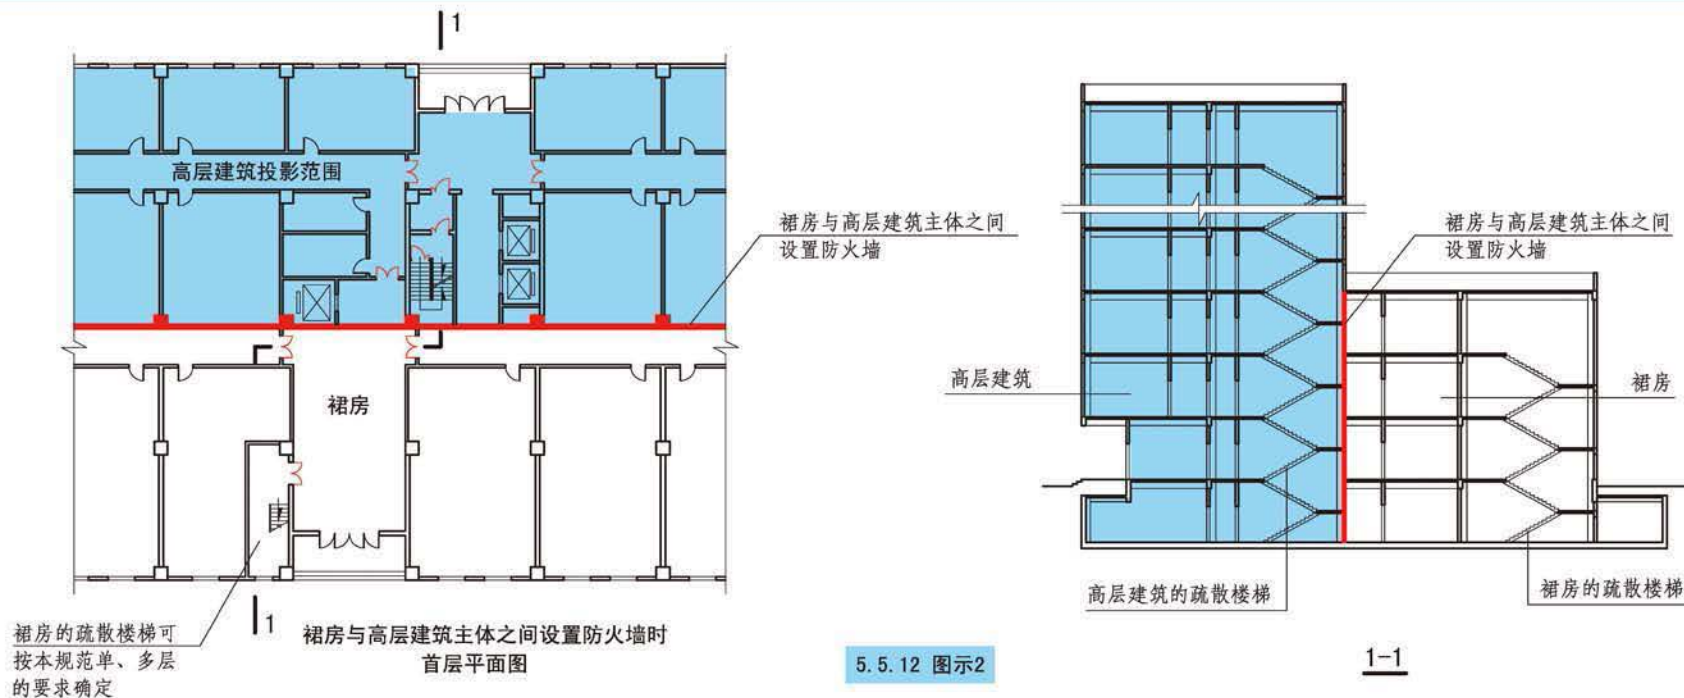 1
高层建筑投影范围
裙房与高层建筑主体之间
设置防火墙
裙房
1
裙房的疏散楼梯可
按本规范单、多层
的要求确定
裙房与高层建筑主体之间设置防火墙时
首层平面图
裙房与高层建筑主体之间
设置防火墙
高层建筑
裙房
高层建筑的疏散楼梯
裙房的疏散楼梯
5.5.12 图示2
1-1